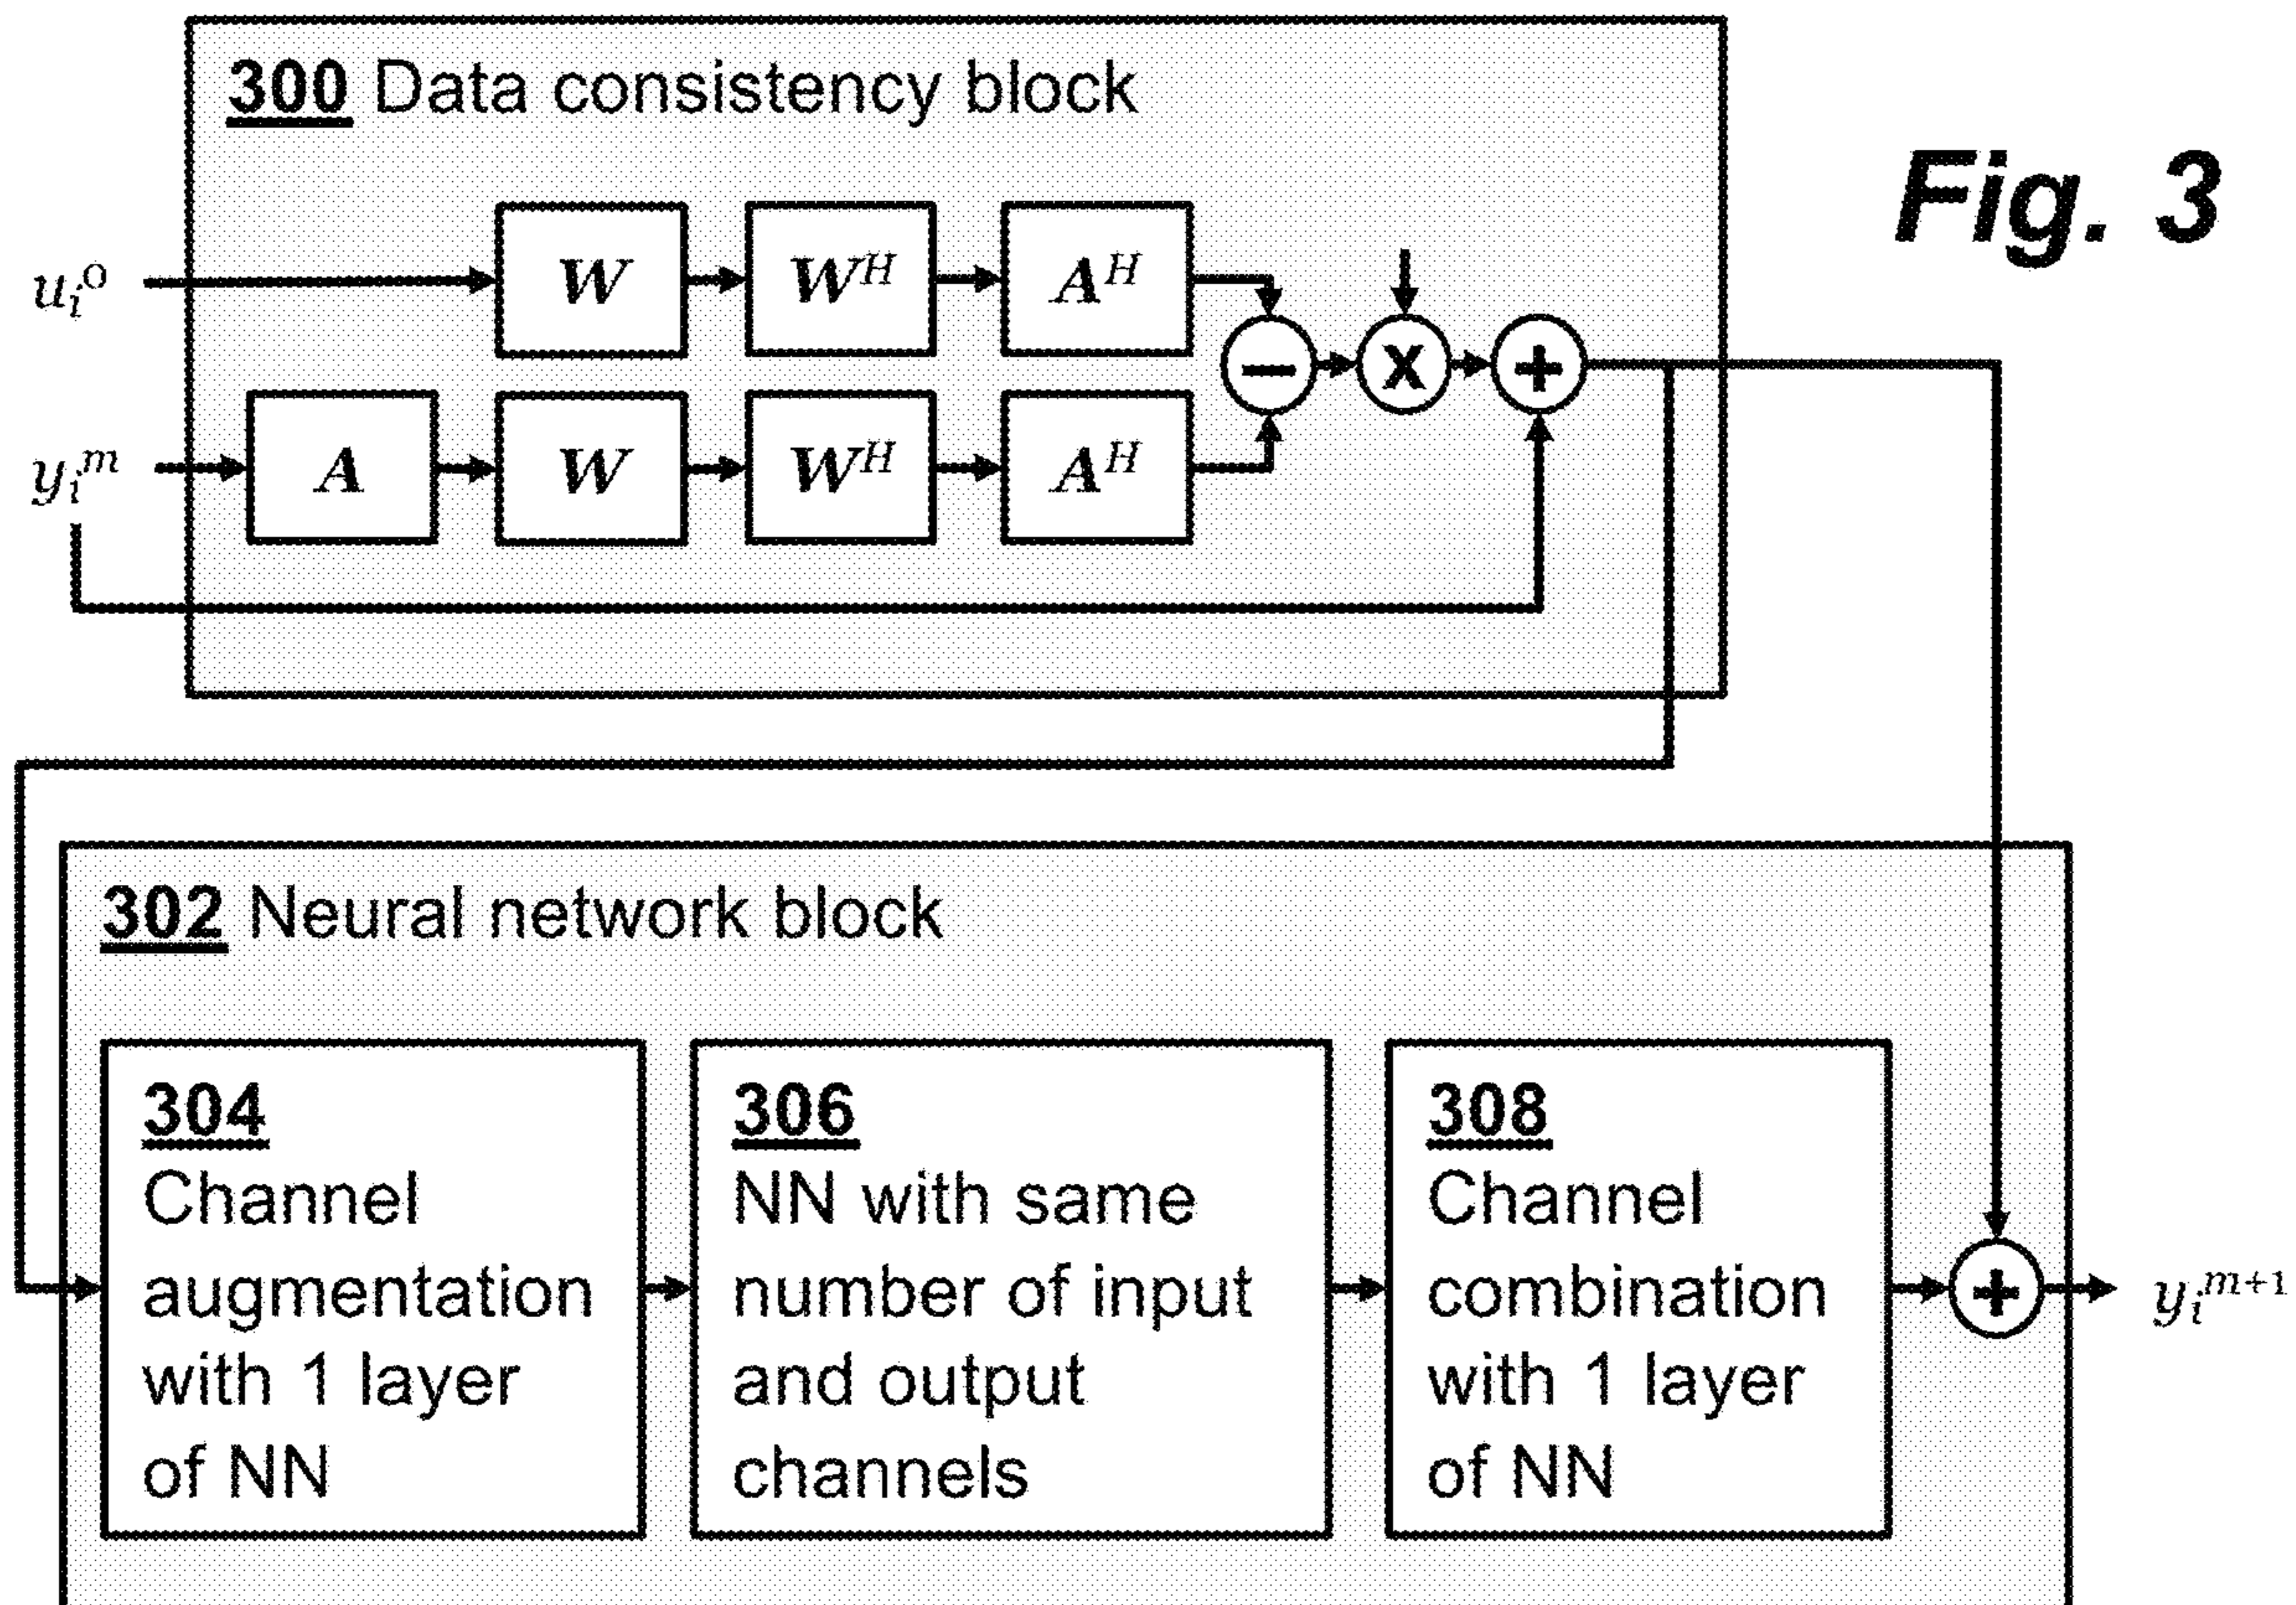 300 Data consistency block
Fig. 3
u_i^0 W W^H A^H
− X +
y_i^m A W W^H A^H
302 Neural network block
304
Channel
augmentation
with 1 layer
of NN
306
NN with same
number of input
and output
channels
308
Channel
combination
with 1 layer
of NN
+ y_i^{m+1}